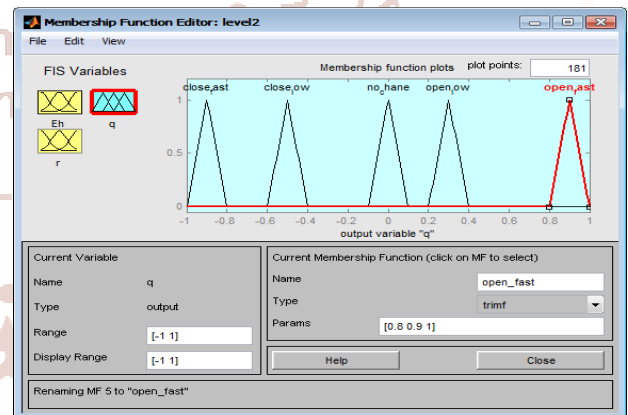 Membership Function Editor: level2
File Edit View
FIS Variables
Eh
q
r
Membership function plots
plot points:
181
close_fast close_low no_chane open_low open_fast
1
0.5
0
-1 -0.8 -0.6 -0.4 -0.2 0 0.2 0.4 0.6 0.8 1
output variable "q"
Current Variable
Name q
Type output
Range [-1 1]
Display Range [-1 1]
Current Membership Function (click on MF to select)
Name open_fast
Type trimf
Params [0.8 0.9 1]
Help Close
Renaming MF 5 to "open_fast"